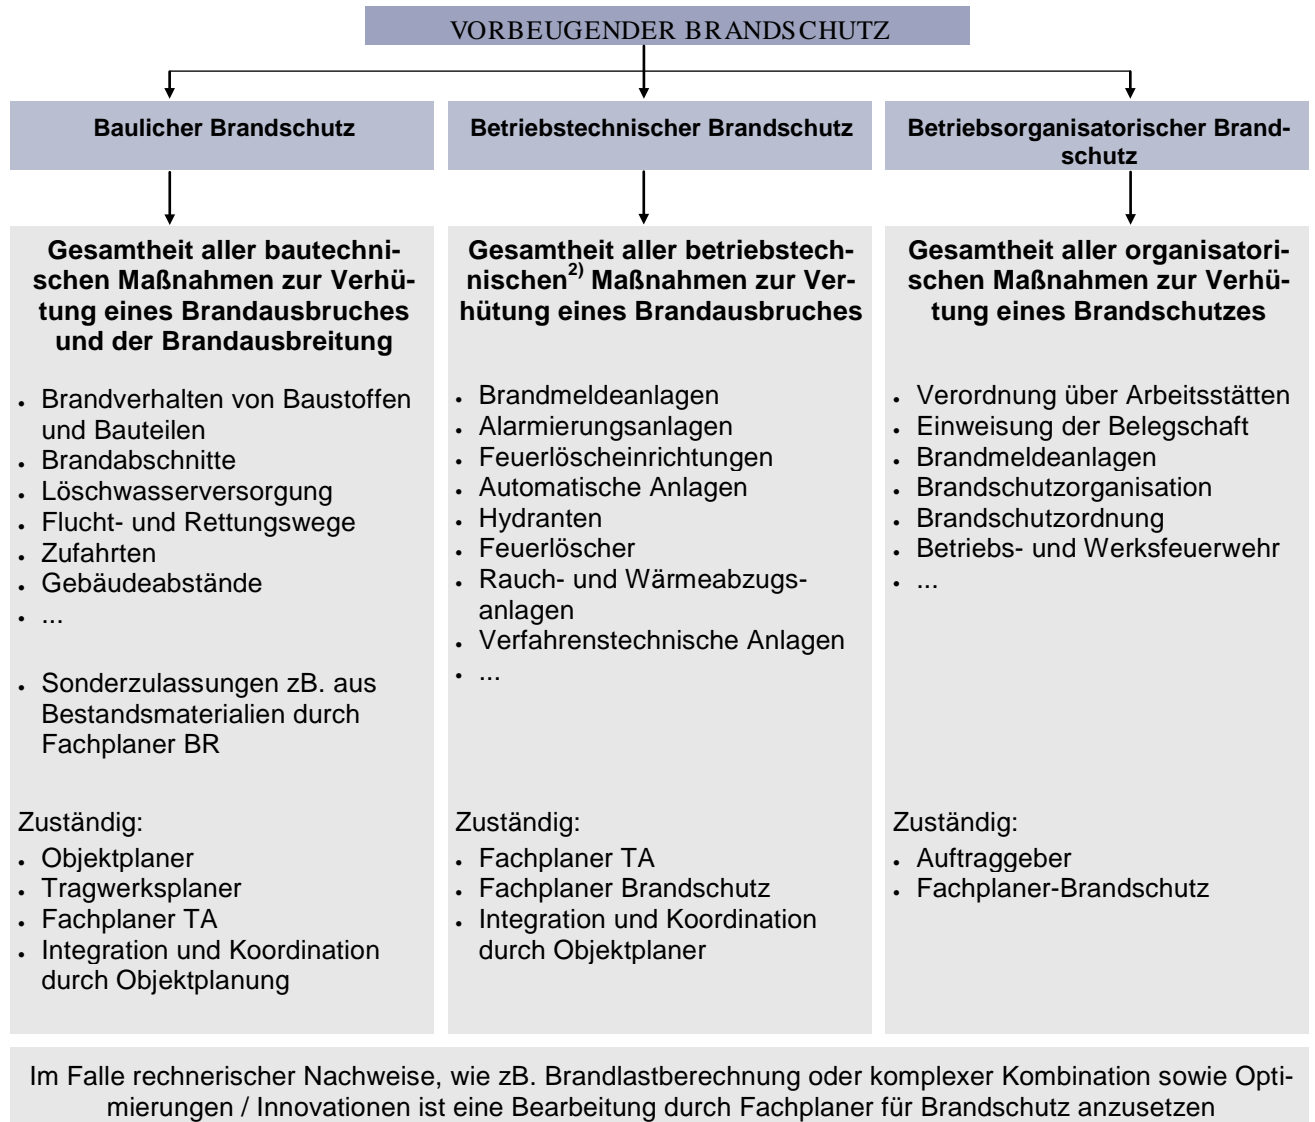 VORBEUGENDER BRANDSCHUTZ
Baulicher Brandschutz
Betriebstechnischer Brandschutz
Betriebsorganisatorischer Brand-
schutz
Gesamtheit aller bautechni-
schen Maßnahmen zur Verhü-
tung eines Brandausbruches
und der Brandausbreitung
• Brandverhalten von Baustoffen
und Bauteilen
• Brandabschnitte
• Löschwasserversorgung
• Flucht- und Rettungswege
• Zufahrten
• Gebäudeabstände
• ...
• Sonderzulassungen zB. aus
Bestandsmaterialien durch
Fachplaner BR
Zuständig:
• Objektplaner
• Tragwerksplaner
• Fachplaner TA
• Integration und Koordination
durch Objektplanung
Gesamtheit aller betriebstech-
nischen2) Maßnahmen zur Ver-
hütung eines Brandausbruches
• Brandmeldeanlagen
• Alarmierungsanlagen
• Feuerlöscheinrichtungen
• Automatische Anlagen
• Hydranten
• Feuerlöscher
• Rauch- und Wärmeabzugs-
anlagen
• Verfahrenstechnische Anlagen
• ...
Zuständig:
• Fachplaner TA
• Fachplaner Brandschutz
• Integration und Koordination
durch Objektplaner
Gesamtheit aller organisatori-
schen Maßnahmen zur Verhü-
tung eines Brandschutzes
• Verordnung über Arbeitsstätten
• Einweisung der Belegschaft
• Brandmeldeanlagen
• Brandschutzorganisation
• Brandschutzordnung
• Betriebs- und Werksfeuerwehr
• ...
Zuständig:
• Auftraggeber
• Fachplaner-Brandschutz
Im Falle rechnerischer Nachweise, wie zB. Brandlastberechnung oder komplexer Kombination sowie Opti-
mierungen / Innovationen ist eine Bearbeitung durch Fachplaner für Brandschutz anzusetzen